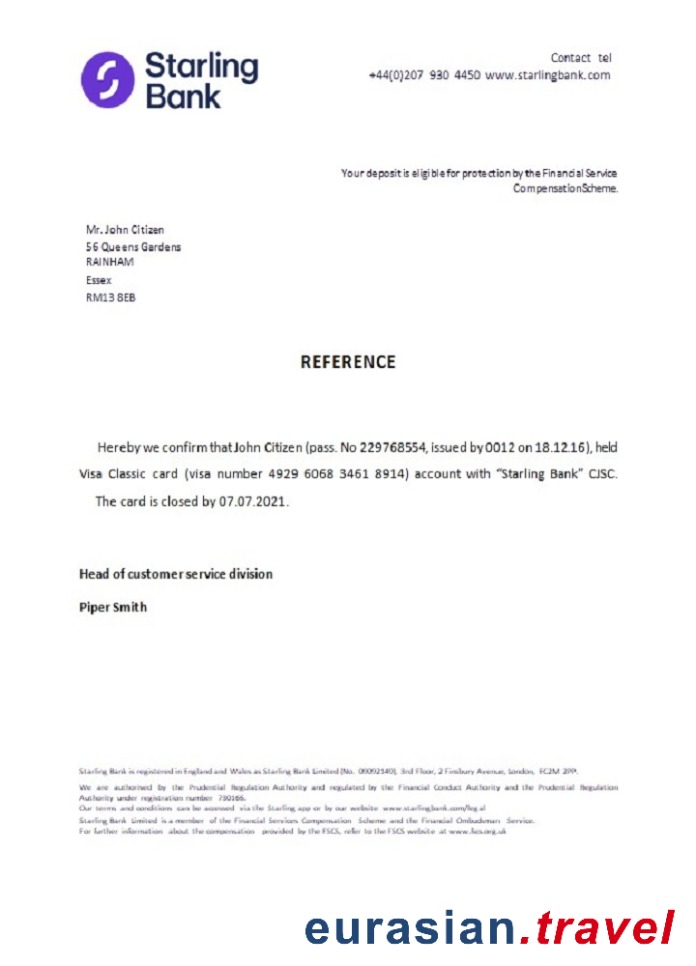 Starling
Bank
Contact tel
+44(0)207 930 4450 www.starlingbank.com
Your deposit is eligible for protection by the Financial Service
Compensation Scheme.
Mr. John Citizen
56 Queens Gardens
RAINHAM
Essex
RM13 8EB
REFERENCE
Hereby we confirm that John Citizen (pass. No 229768554, issued by 0012 on 18.12.16), held
Visa Classic card (visa number 4929 6068 3461 8914) account with “Starling Bank” CJSC.
The card is closed by 07.07.2021.
Head of customer service division
Piper Smith
Starling Bank is registered in England and Wales as Starling Bank Limited (No. 09092149), 3rd Floor, 2 Finsbury Avenue, London, EC2M 2PP.
We are authorised by the Prudential Regulation Authority and regulated by the Financial Conduct Authority and the Prudential Regulation
Authority under registration number 730166.
Our terms and conditions can be accessed via the Starling app or by our website www.starlingbank.com/legal
Starling Bank Limited is a member of the Financial Services Compensation Scheme and the Financial Ombudsman Service.
For further information about the compensation provided by the FSCS, refer to the FSCS website at www.fscs.org.uk
eurasian.travel